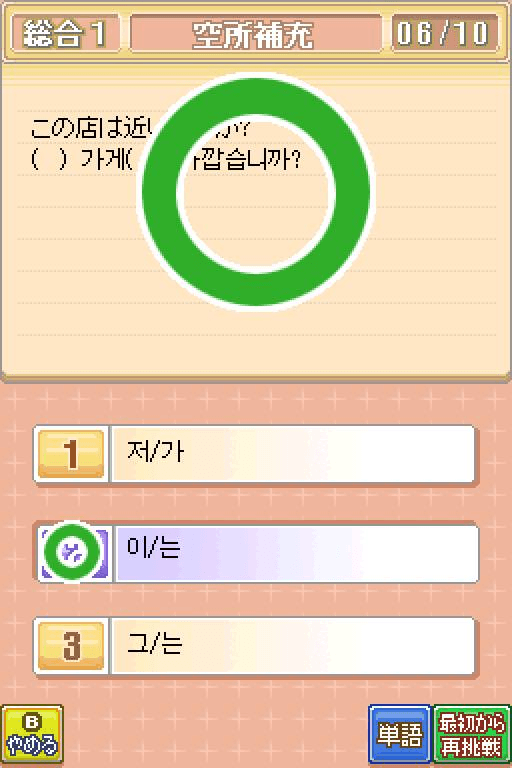 総合1 空所補充 06/10
この店は近い か?
( ) 가게( 깝습니까?
1 저/가
이/는
3 그/는
B やめる 単語 最初から再挑戦